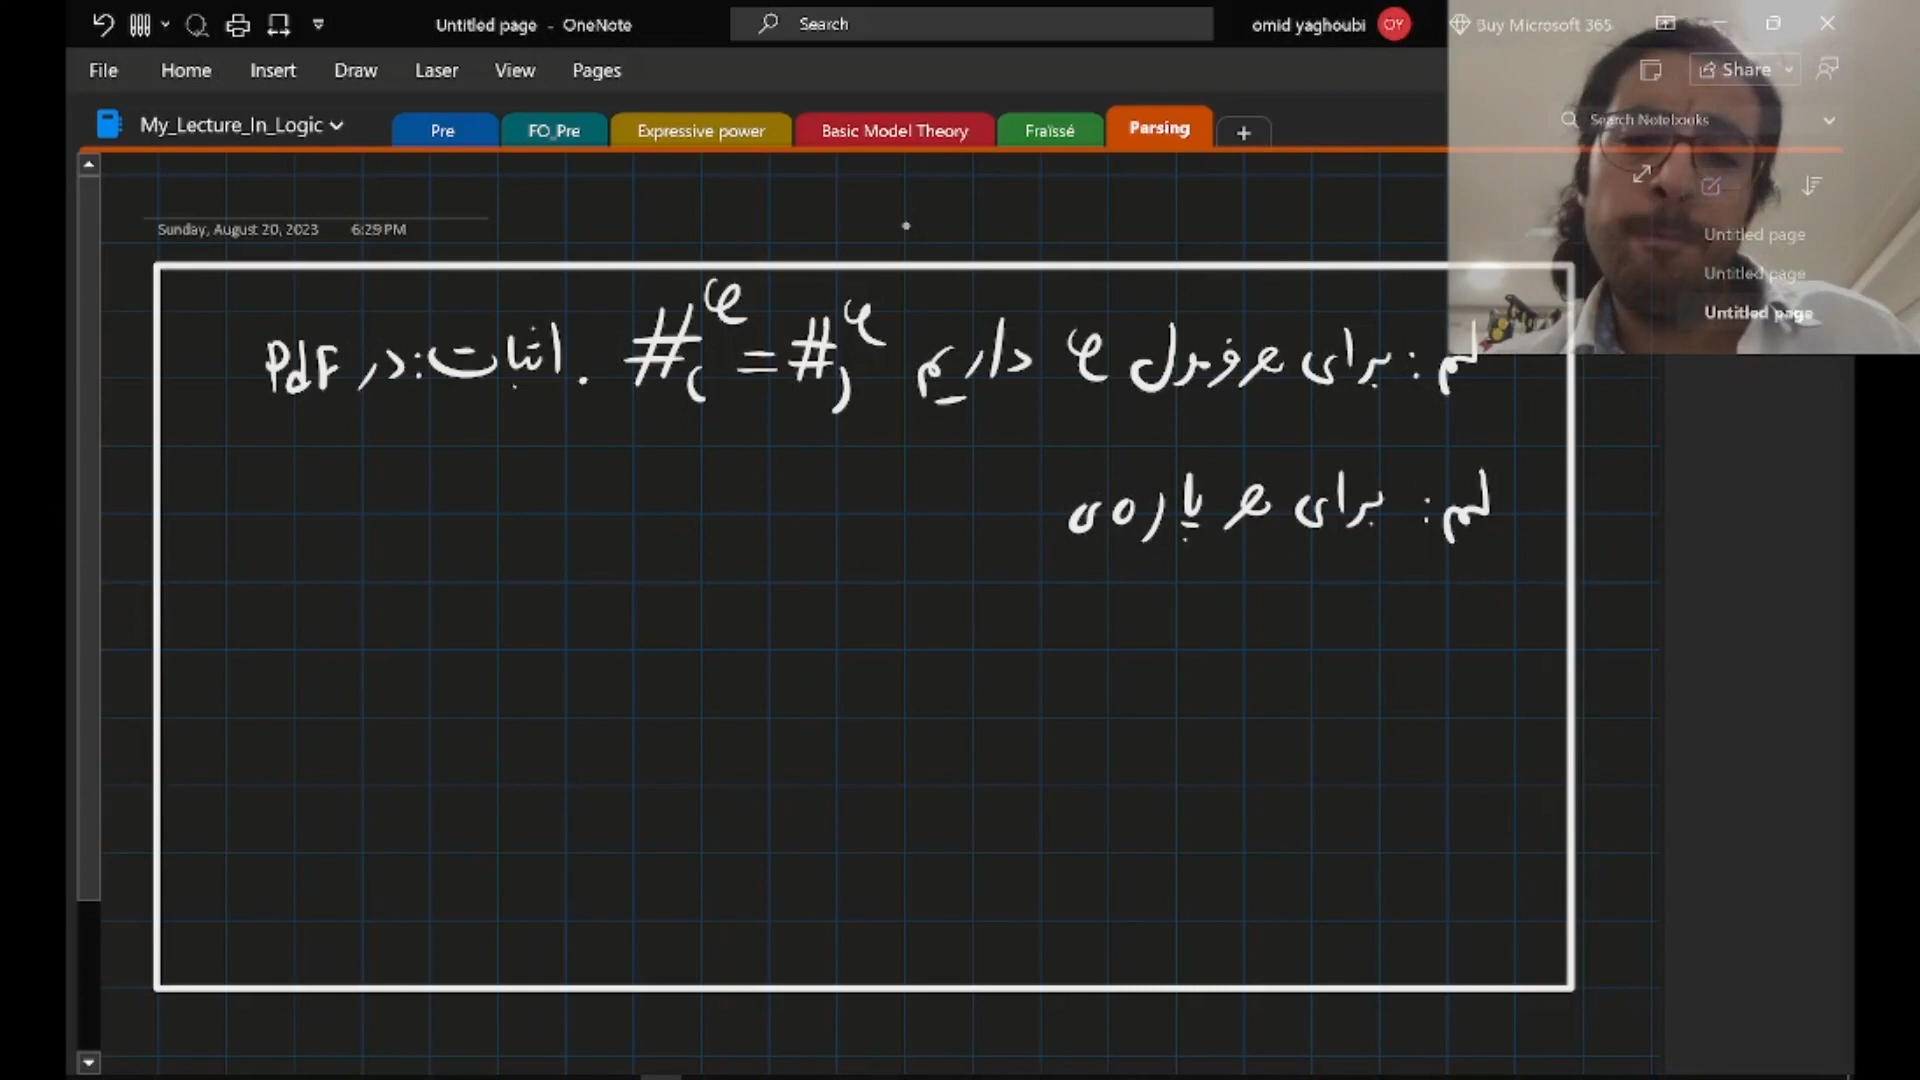 Untitled page - OneNote
Search
omid yaghoubi
OY
Buy Microsoft 365
File Home Insert Draw Laser View Pages
Share
My_Lecture_In_Logic
Pre FO_Pre Expressive power Basic Model Theory Fraïssé Parsing +
Search Notebooks
Untitled page
Untitled page
Untitled page
Sunday, August 20, 2023 6:29 PM
لم: برای هر فرمول φ داریم #₍^φ = #₎^φ . اثبات: در Pdf
لم: برای هر پاره‌ی